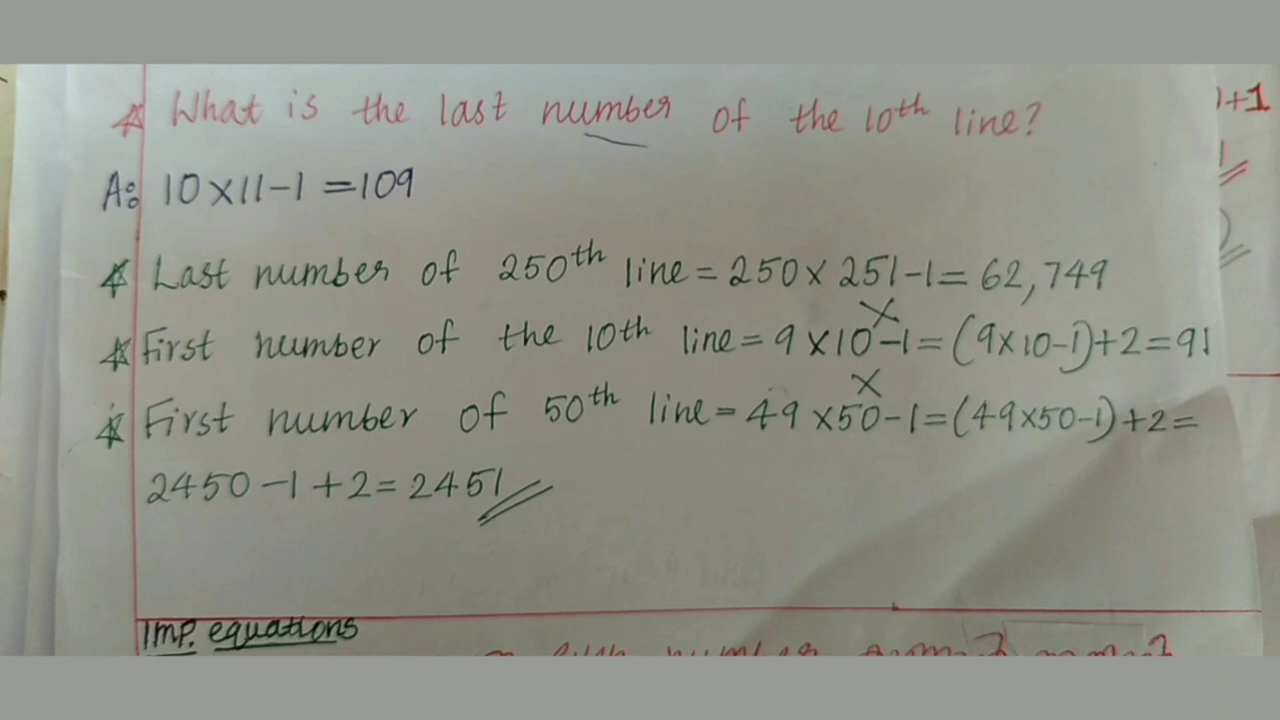 What is the last number of the 10th line?
A: 10×11-1=109
Last number of 250th line=250×251-1=62,749
First number of the 10th line=9×10-1=(9×10-1)+2=91
First number of 50th line=49×50-1=(49×50-1)+2=
2450-1+2=2451
Imp. equations
number
+1